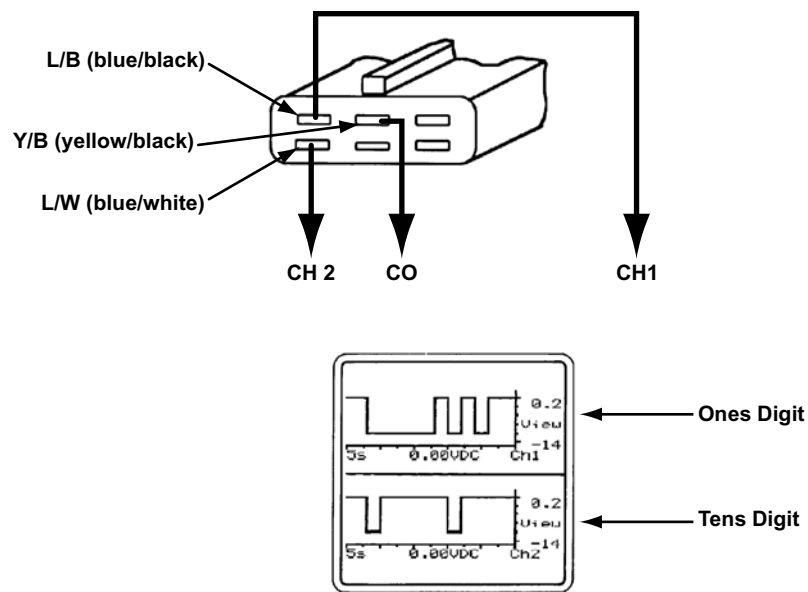 L/B (blue/black)
Y/B (yellow/black)
L/W (blue/white)
CH 2 CO CH1
0.2
View
-14
5s 0.00VDC Ch1
Ones Digit
0.2
View
-14
5s 0.00VDC Ch2
Tens Digit